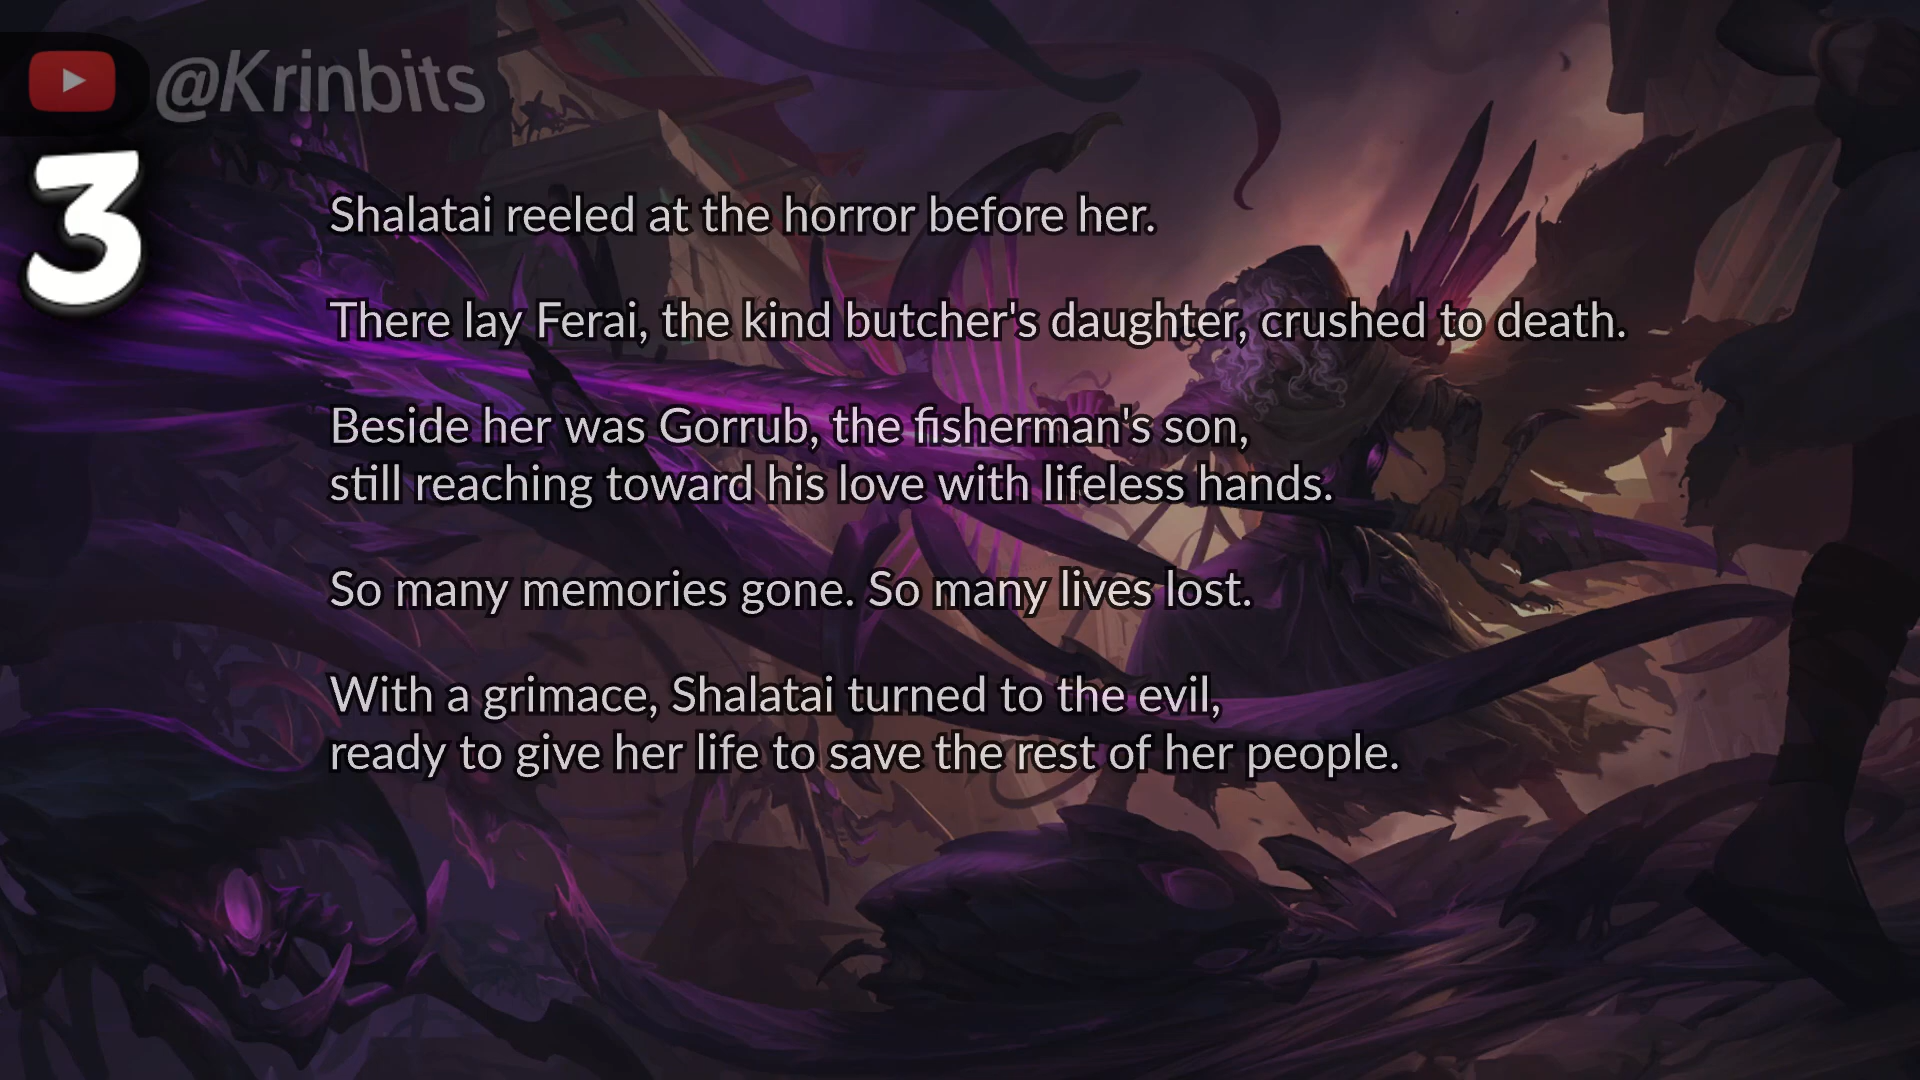 @Krinbits
3
Shalatai reeled at the horror before her.
There lay Ferai, the kind butcher's daughter, crushed to death.
Beside her was Gorrub, the fisherman's son,
still reaching toward his love with lifeless hands.
So many memories gone. So many lives lost.
With a grimace, Shalatai turned to the evil,
ready to give her life to save the rest of her people.